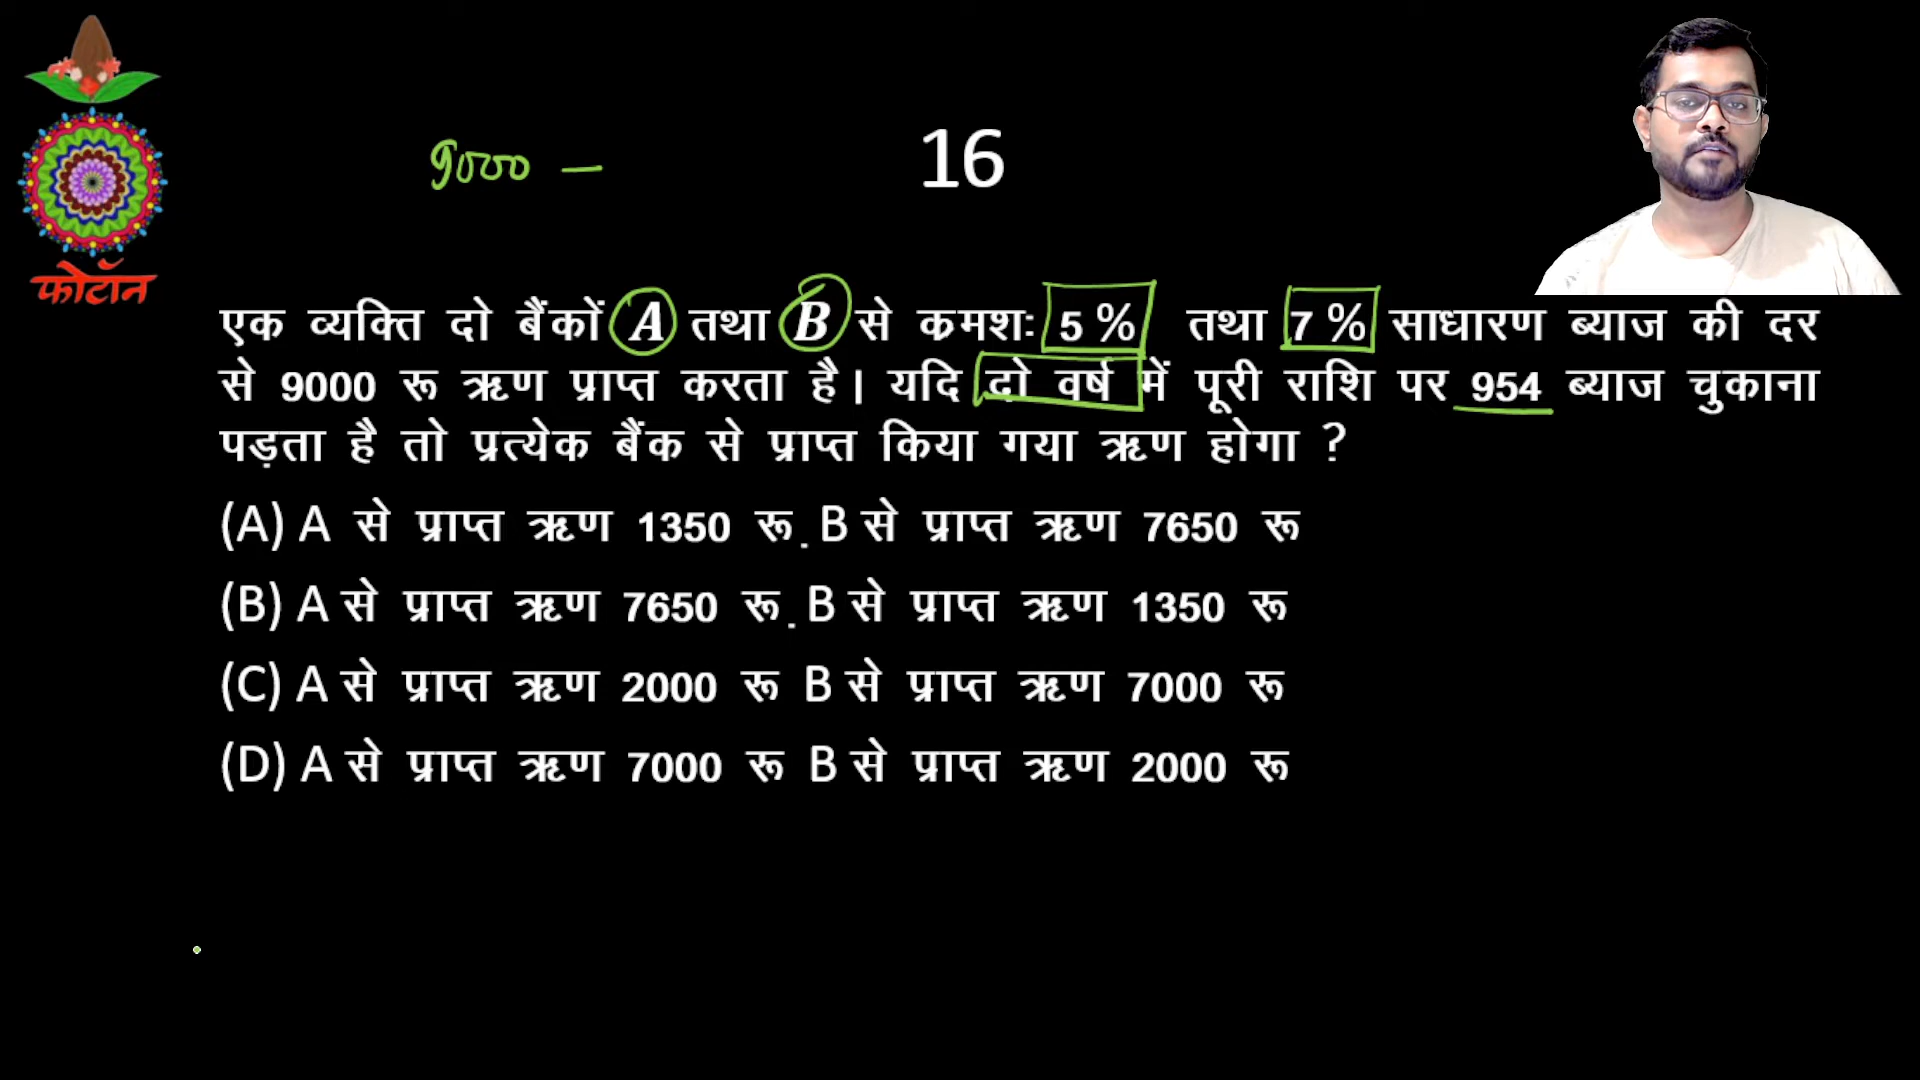 9000 —
16
फोटॉन
एक व्यक्ति दो बैंकों A तथा B से क्रमशः 5 % तथा 7 % साधारण ब्याज की दर
से 9000 रू ऋण प्राप्त करता है। यदि दो वर्ष में पूरी राशि पर 954 ब्याज चुकाना
पड़ता है तो प्रत्येक बैंक से प्राप्त किया गया ऋण होगा ?
(A) A से प्राप्त ऋण 1350 रू. B से प्राप्त ऋण 7650 रू
(B) A से प्राप्त ऋण 7650 रू. B से प्राप्त ऋण 1350 रू
(C) A से प्राप्त ऋण 2000 रू B से प्राप्त ऋण 7000 रू
(D) A से प्राप्त ऋण 7000 रू B से प्राप्त ऋण 2000 रू